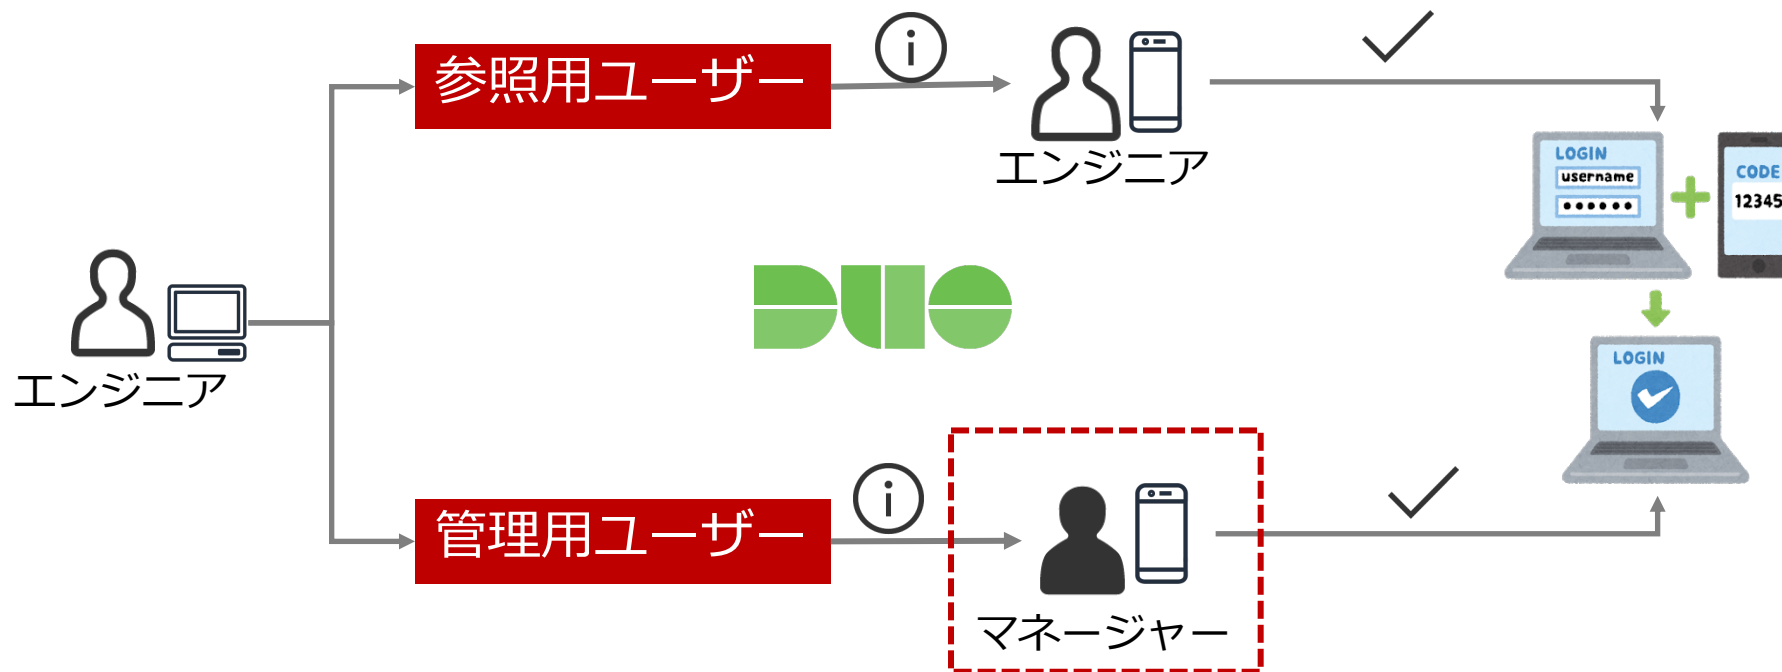 参照用ユーザー
エンジニア
LOGIN
username
CODE
12345
DUO
エンジニア
LOGIN
管理用ユーザー
マネージャー